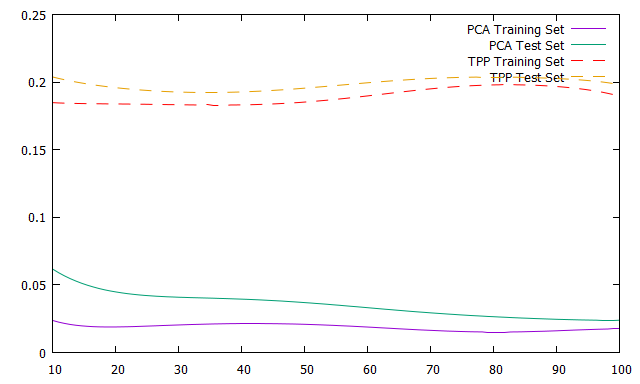 0.25
0.2
0.15
0.1
0.05
0
10 20 30 40 50 60 70 80 90 100
PCA Training Set
PCA Test Set
TPP Training Set
TPP Test Set